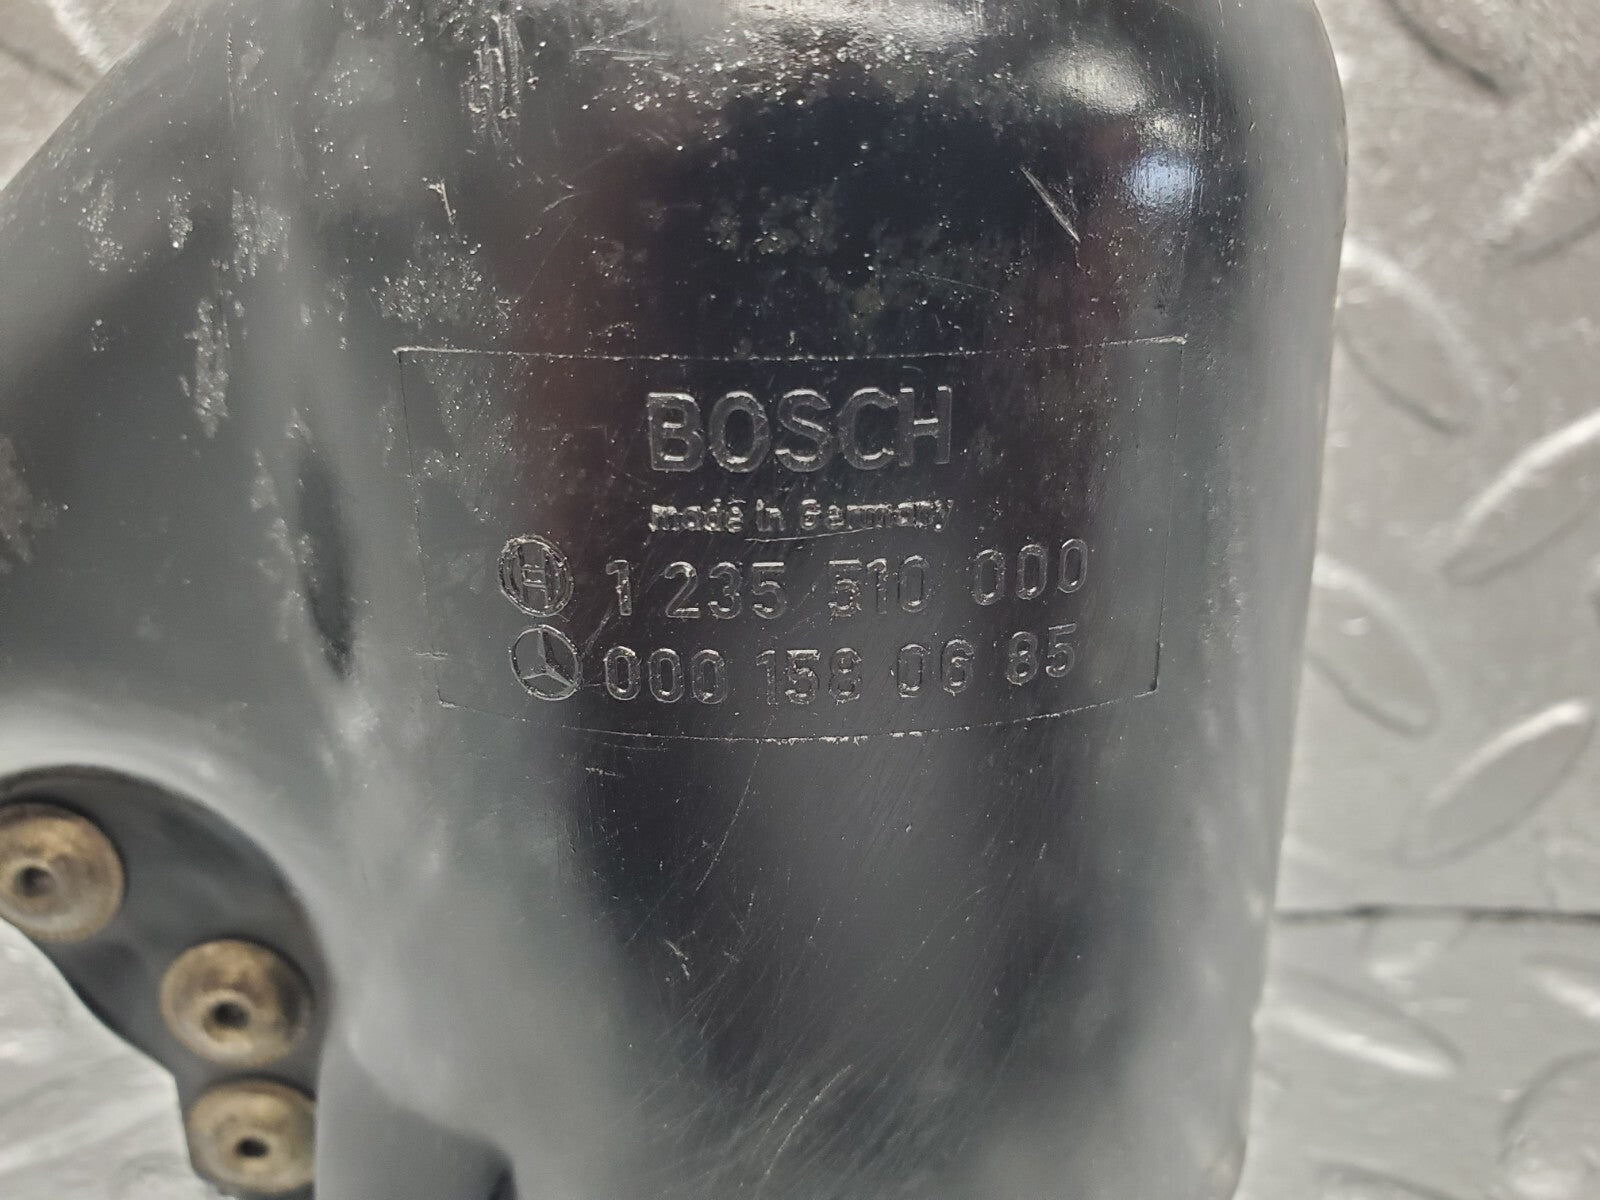 BOSCH
made in Germany
1 235 510 000
000 158 06 85